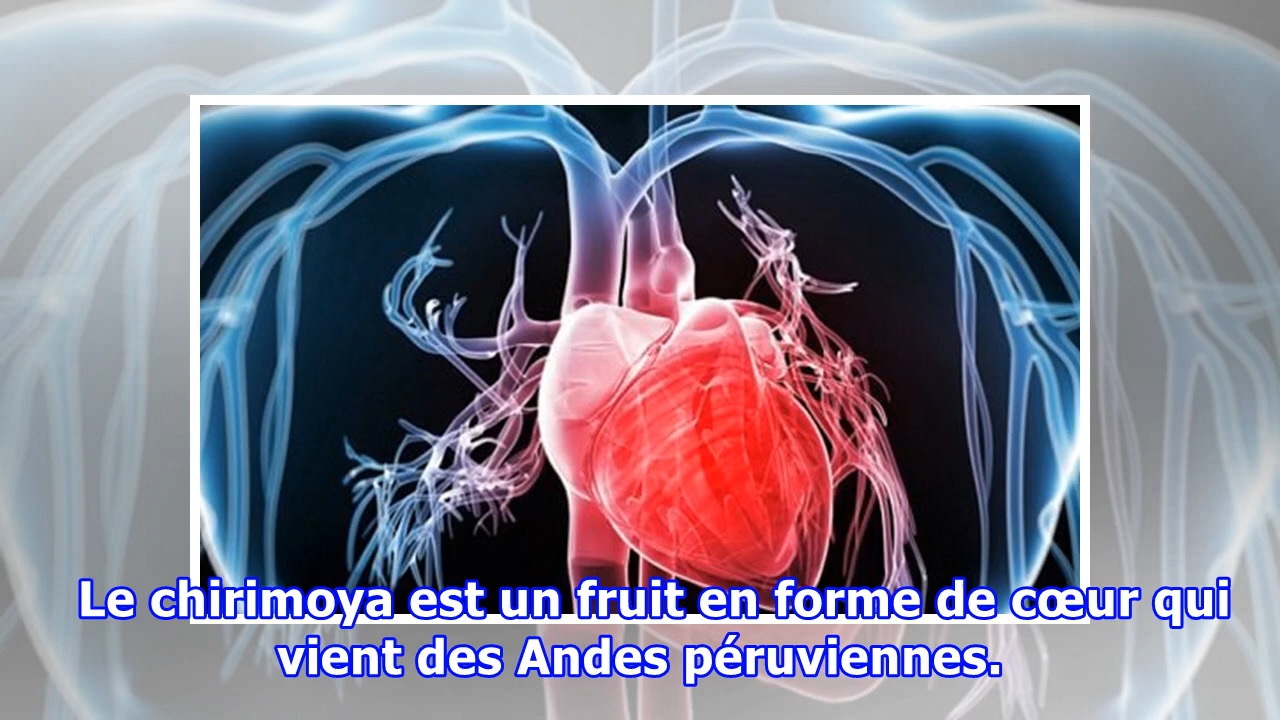 Le chirimoya est un fruit en forme de cœur qui
vient des Andes péruviennes.